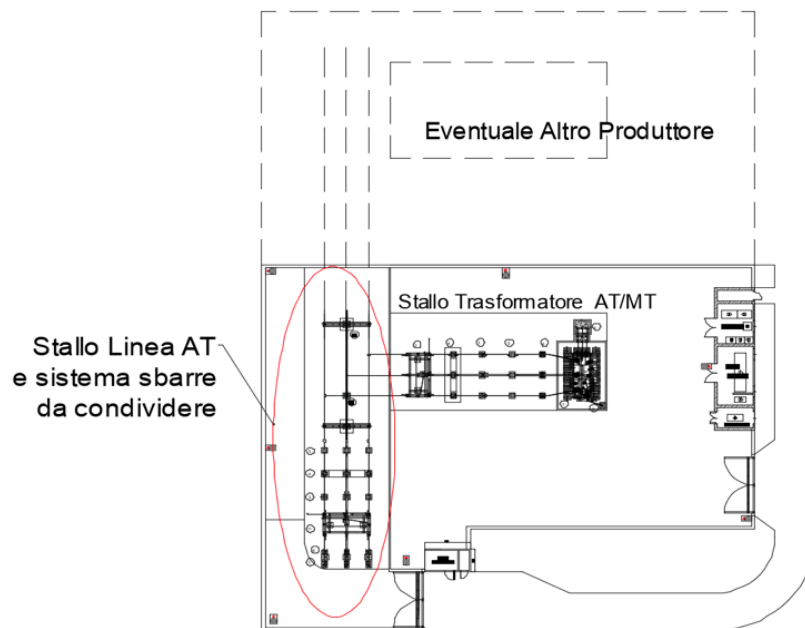 Eventuale Altro Produttore
Stallo Trasformatore AT/MT
Stallo Linea AT
e sistema sbarre
da condividere